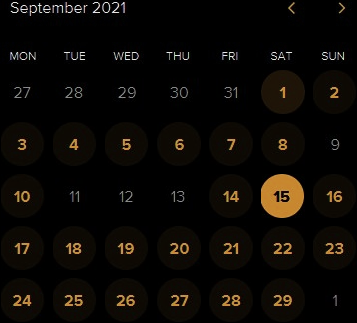 September 2021
MON TUE WED THU FRI SAT SUN
27 28 29 30 31 1 2
3 4 5 6 7 8 9
10 11 12 13 14 15 16
17 18 19 20 21 22 23
24 25 26 27 28 29 1